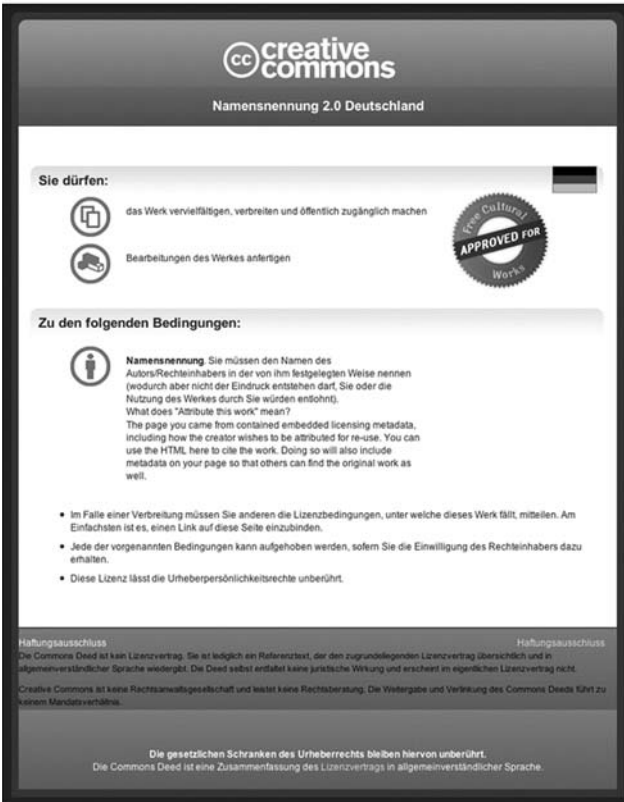 cc creative commons
Namensnennung 2.0 Deutschland
Sie dürfen:
das Werk vervielfältigen, verbreiten und öffentlich zugänglich machen
Free Cultural
APPROVED FOR
Works
Bearbeitungen des Werkes anfertigen
Zu den folgenden Bedingungen:
Namensnennung. Sie müssen den Namen des
Autors/Rechteinhabers in der von ihm festgelegten Weise nennen
(wodurch aber nicht der Eindruck entstehen darf, Sie oder die
Nutzung des Werkes durch Sie würden entlohnt).
What does "Attribute this work" mean?
The page you came from contained embedded licensing metadata,
including how the creator wishes to be attributed for re-use. You can
use the HTML here to cite the work. Doing so will also include
metadata on your page so that others can find the original work as
well.
• Im Falle einer Verbreitung müssen Sie anderen die Lizenzbedingungen, unter welche dieses Werk fällt, mitteilen. Am
Einfachsten ist es, einen Link auf diese Seite einzubinden.
• Jede der vorgenannten Bedingungen kann aufgehoben werden, sofern Sie die Einwilligung des Rechteinhabers dazu
erhalten.
• Diese Lizenz lässt die Urheberpersönlichkeitsrechte unberührt.
Haftungsausschluss Haftungsausschluss
Die Commons Deed ist kein Lizenzvertrag. Sie ist lediglich ein Referenztext, der den zugrundeliegenden Lizenzvertrag übersichtlich und in
allgemeinverständlicher Sprache wiedergibt. Die Deed selbst entfaltet keine juristische Wirkung und erscheint im eigentlichen Lizenzvertrag nicht.
Creative Commons ist keine Rechtsanwaltsgesellschaft und leistet keine Rechtsberatung. Die Weitergabe und Verlinkung des Commons Deeds führt zu
keinem Mandatsverhältnis.
Die gesetzlichen Schranken des Urheberrechts bleiben hiervon unberührt.
Die Commons Deed ist eine Zusammenfassung des Lizenzvertrags in allgemeinverständlicher Sprache.